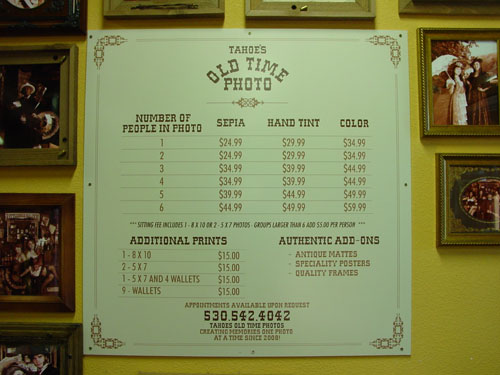 TAHOE'S
OLD TIME
PHOTO
NUMBER OF PEOPLE IN PHOTO SEPIA HAND TINT COLOR
1 $24.99 $29.99 $34.99
2 $24.99 $29.99 $34.99
3 $34.99 $39.99 $44.99
4 $34.99 $39.99 $44.99
5 $39.99 $44.99 $49.99
6 $44.99 $49.99 $59.99
*** SITTING FEE INCLUDES 1 - 8 X 10 OR 2 - 5 X 7 PHOTOS - GROUPS LARGER THAN 6 ADD $5.00 PER PERSON ***
ADDITIONAL PRINTS
1 - 8 X 10 $15.00
2 - 5 X 7 $15.00
1 - 5 X 7 AND 4 WALLETS $15.00
9 - WALLETS $15.00
AUTHENTIC ADD-ONS
- ANTIQUE MATTES
- SPECIALITY POSTERS
- QUALITY FRAMES
APPOINTMENTS AVAILABLE UPON REQUEST
530.542.4042
TAHOES OLD TIME PHOTOS
CREATING MEMORIES ONE PHOTO
AT A TIME SINCE 2008!